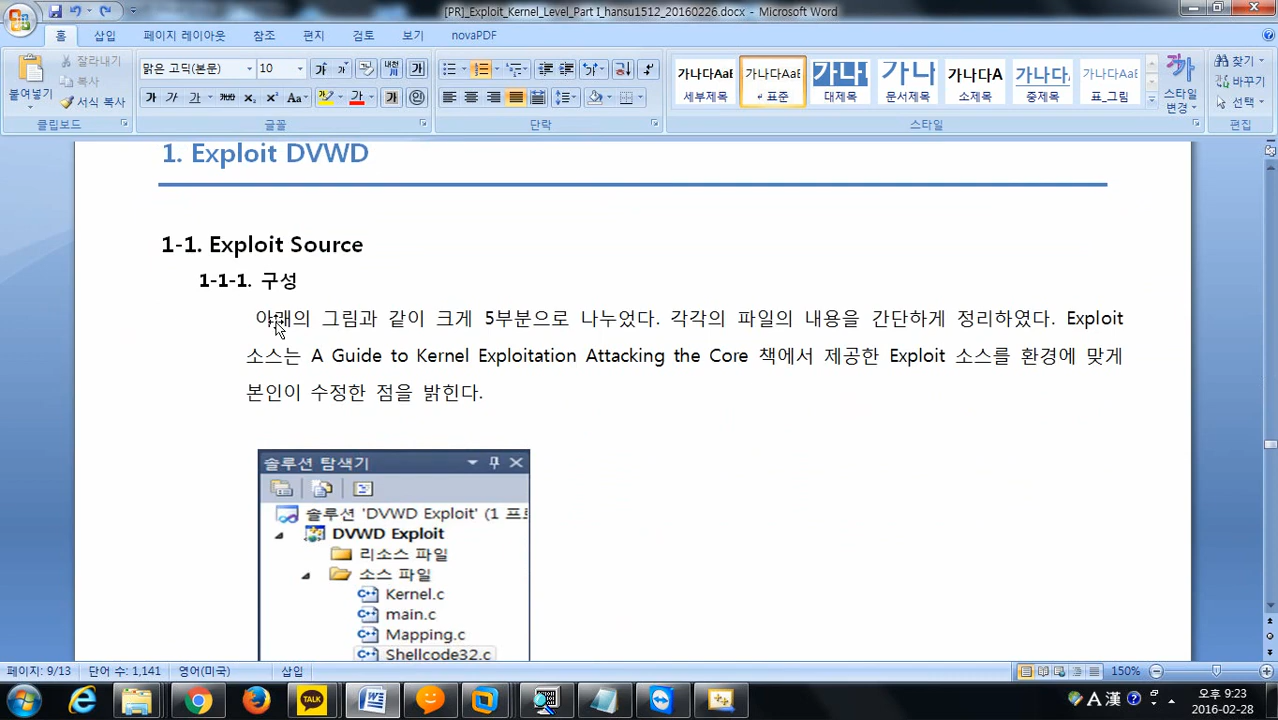 [PR]_Exploit_Kernel_Level_Part I_hansu1512_20160226.docx - Microsoft Word
홈 삽입 페이지 레이아웃 참조 편지 검토 보기 novaPDF
붙여넣기
잘라내기
복사
서식 복사
클립보드
맑은 고딕(본문) 10
글꼴
단락
가나다AaE 세부제목
가나다AaE 표준
가나 대제목
가나 문서제목
가나다A 소제목
가나다AaE 중제목
가나다AaE 표_그림
스타일 변경
스타일
찾기
바꾸기
선택
편집
1. Exploit DVWD
1-1. Exploit Source
1-1-1. 구성
아래의 그림과 같이 크게 5부분으로 나누었다. 각각의 파일의 내용을 간단하게 정리하였다. Exploit
소스는 A Guide to Kernel Exploitation Attacking the Core 책에서 제공한 Exploit 소스를 환경에 맞게
본인이 수정한 점을 밝힌다.
솔루션 탐색기
솔루션 'DVWD Exploit' (1 프
DVWD Exploit
리소스 파일
소스 파일
Kernel.c
main.c
Mapping.c
Shellcode32.c
페이지: 9/13 단어 수: 1,141 영어(미국) 삽입 150%
TALK
A 漢
오후 9:23
2016-02-28